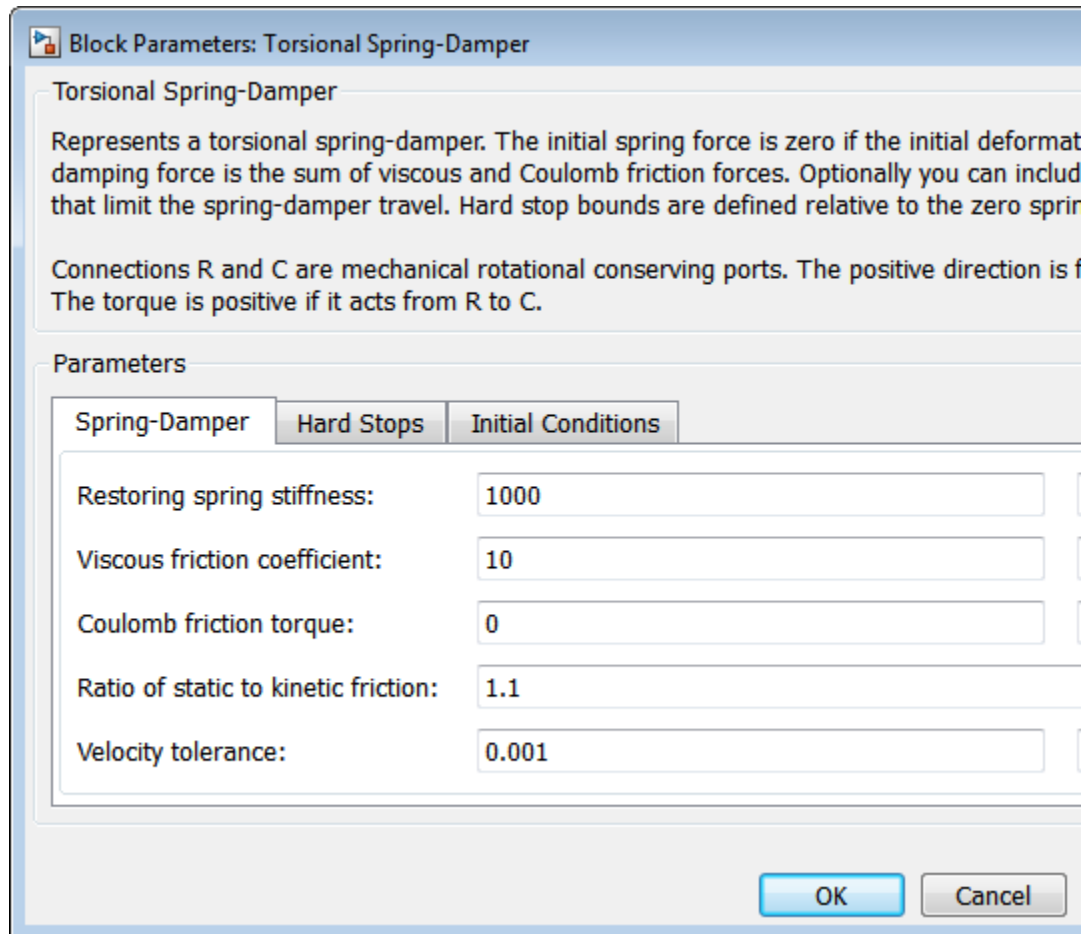 Block Parameters: Torsional Spring-Damper
Torsional Spring-Damper
Represents a torsional spring-damper. The initial spring force is zero if the initial deformat
damping force is the sum of viscous and Coulomb friction forces. Optionally you can includ
that limit the spring-damper travel. Hard stop bounds are defined relative to the zero sprin
Connections R and C are mechanical rotational conserving ports. The positive direction is f
The torque is positive if it acts from R to C.
Parameters
Spring-Damper Hard Stops Initial Conditions
Restoring spring stiffness: 1000
Viscous friction coefficient: 10
Coulomb friction torque: 0
Ratio of static to kinetic friction: 1.1
Velocity tolerance: 0.001
OK Cancel